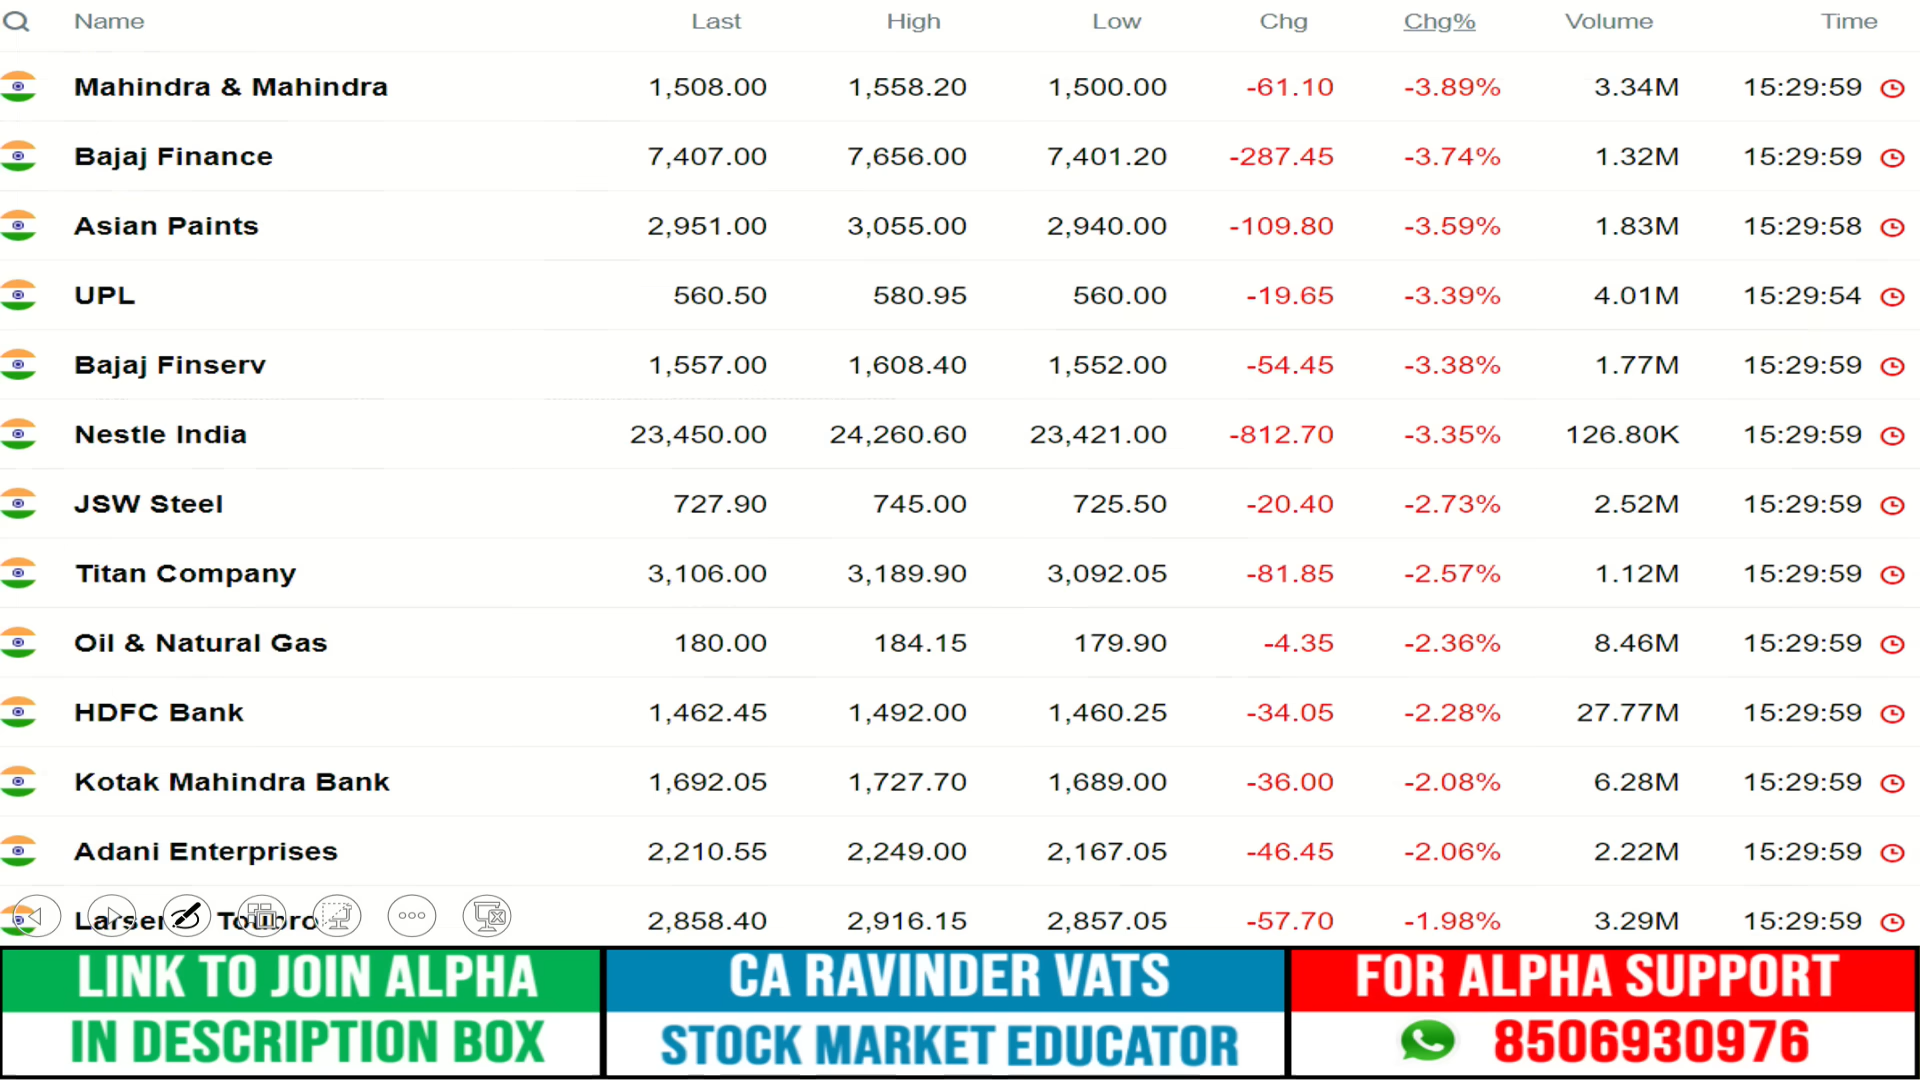 Name Last High Low Chg Chg% Volume Time
Mahindra & Mahindra 1,508.00 1,558.20 1,500.00 -61.10 -3.89% 3.34M 15:29:59
Bajaj Finance 7,407.00 7,656.00 7,401.20 -287.45 -3.74% 1.32M 15:29:59
Asian Paints 2,951.00 3,055.00 2,940.00 -109.80 -3.59% 1.83M 15:29:58
UPL 560.50 580.95 560.00 -19.65 -3.39% 4.01M 15:29:54
Bajaj Finserv 1,557.00 1,608.40 1,552.00 -54.45 -3.38% 1.77M 15:29:59
Nestle India 23,450.00 24,260.60 23,421.00 -812.70 -3.35% 126.80K 15:29:59
JSW Steel 727.90 745.00 725.50 -20.40 -2.73% 2.52M 15:29:59
Titan Company 3,106.00 3,189.90 3,092.05 -81.85 -2.57% 1.12M 15:29:59
Oil & Natural Gas 180.00 184.15 179.90 -4.35 -2.36% 8.46M 15:29:59
HDFC Bank 1,462.45 1,492.00 1,460.25 -34.05 -2.28% 27.77M 15:29:59
Kotak Mahindra Bank 1,692.05 1,727.70 1,689.00 -36.00 -2.08% 6.28M 15:29:59
Adani Enterprises 2,210.55 2,249.00 2,167.05 -46.45 -2.06% 2.22M 15:29:59
Larsen Toubro 2,858.40 2,916.15 2,857.05 -57.70 -1.98% 3.29M 15:29:59
LINK TO JOIN ALPHA
IN DESCRIPTION BOX
CA RAVINDER VATS
STOCK MARKET EDUCATOR
FOR ALPHA SUPPORT
8506930976